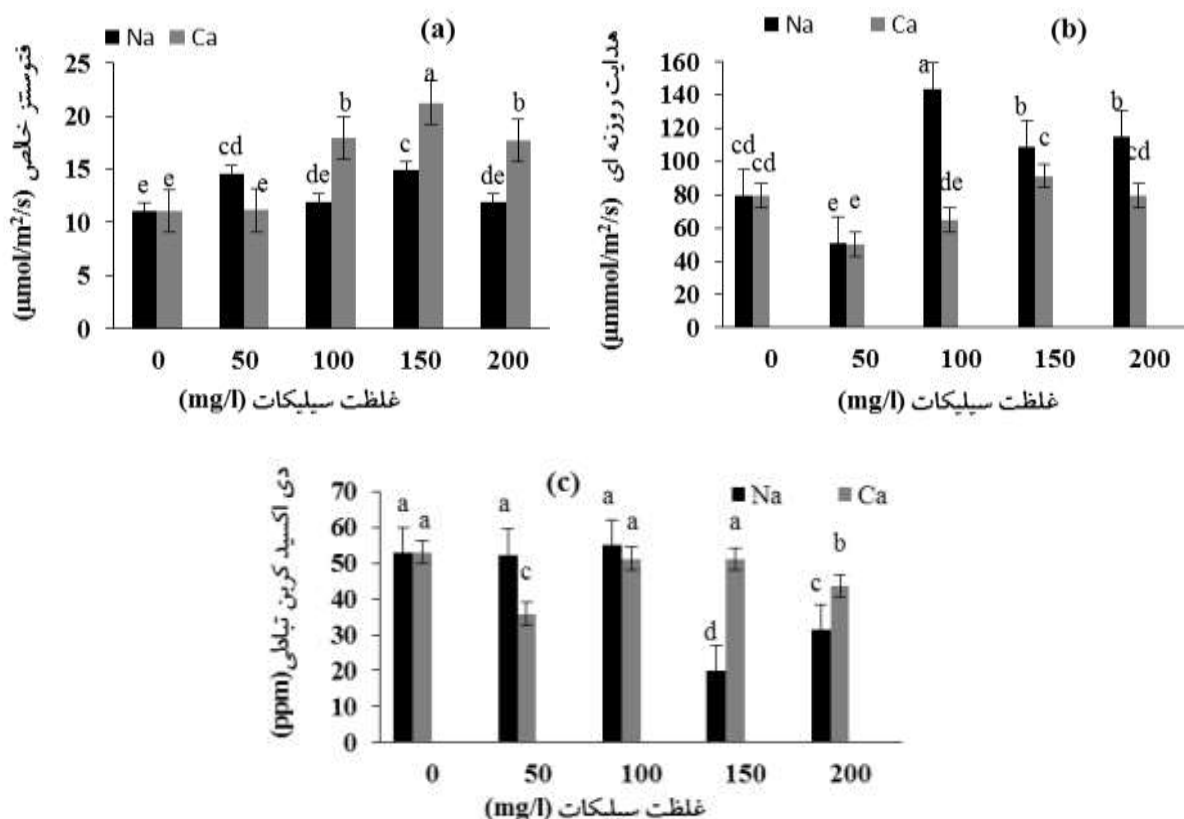 (a)
Na Ca
فتوسنتز خالص (µmol/m²/s)
25
20
15
10
5
0
e e cd e de b c a de b
0 50 100 150 200
غلظت سیلیکات (mg/l)
(b)
Na Ca
هدایت روزنه ای (µmmol/m²/s)
160
140
120
100
80
60
40
20
0
cd cd e e a de b c b cd
0 50 100 150 200
غلظت سیلیکات (mg/l)
(c)
Na Ca
دی اکسید کربن تبادلی (ppm)
70
60
50
40
30
20
10
0
a a a c a a d a c b
0 50 100 150 200
غلظت سیلیکات (mg/l)